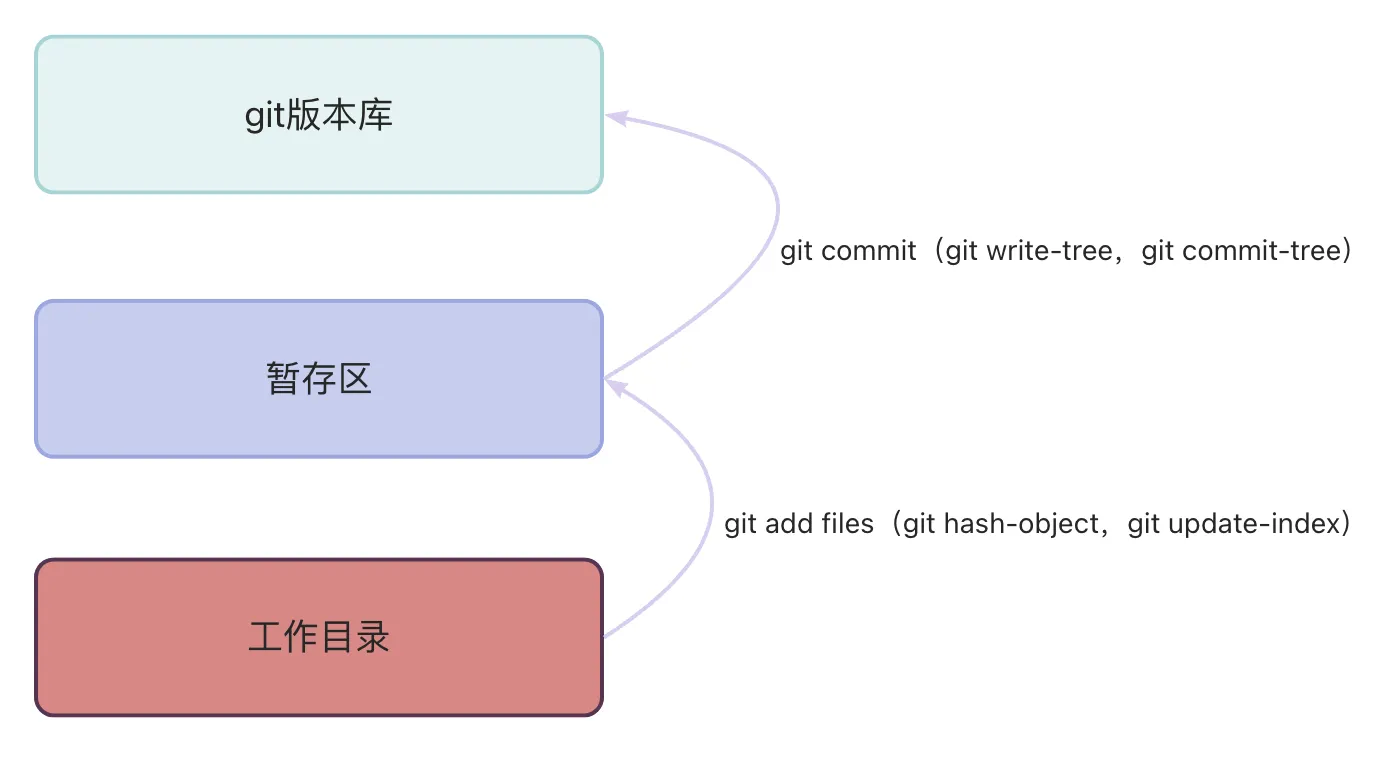 git版本库
git commit（git write-tree，git commit-tree）
暂存区
git add files（git hash-object，git update-index）
工作目录